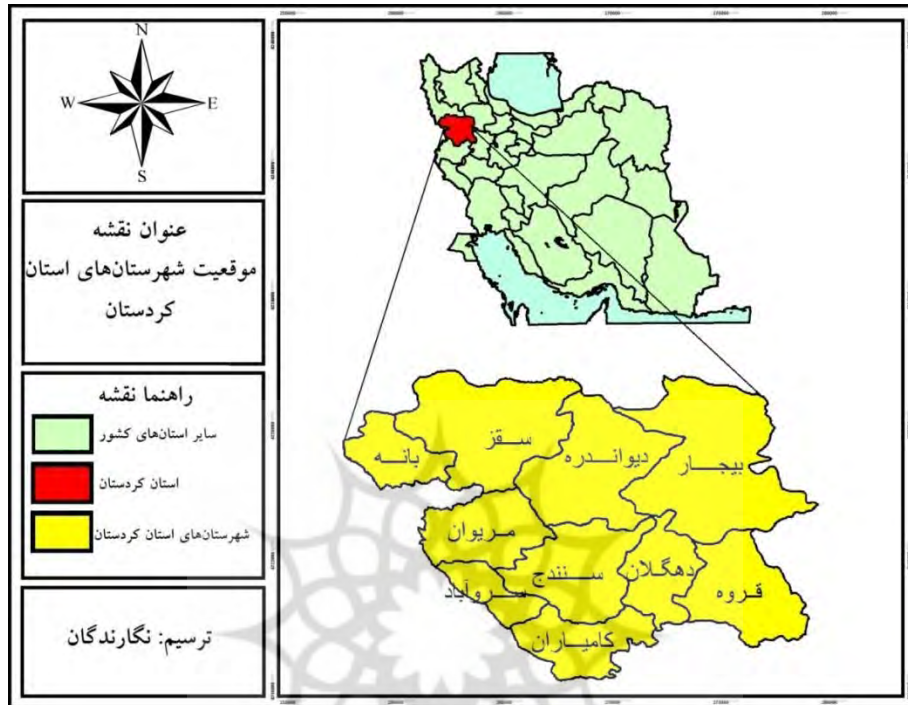 N
W E
S
عنوان نقشه
موقعیت شهرستان‌های استان
کردستان
راهنما نقشه
سایر استان‌های کشور
استان کردستان
شهرستان‌های استان کردستان
ترسیم: نگارندگان
سقز
بانه
دیواندره
بیجار
مریوان
سنندج
دهگلان
قروه
سروآباد
کامیاران